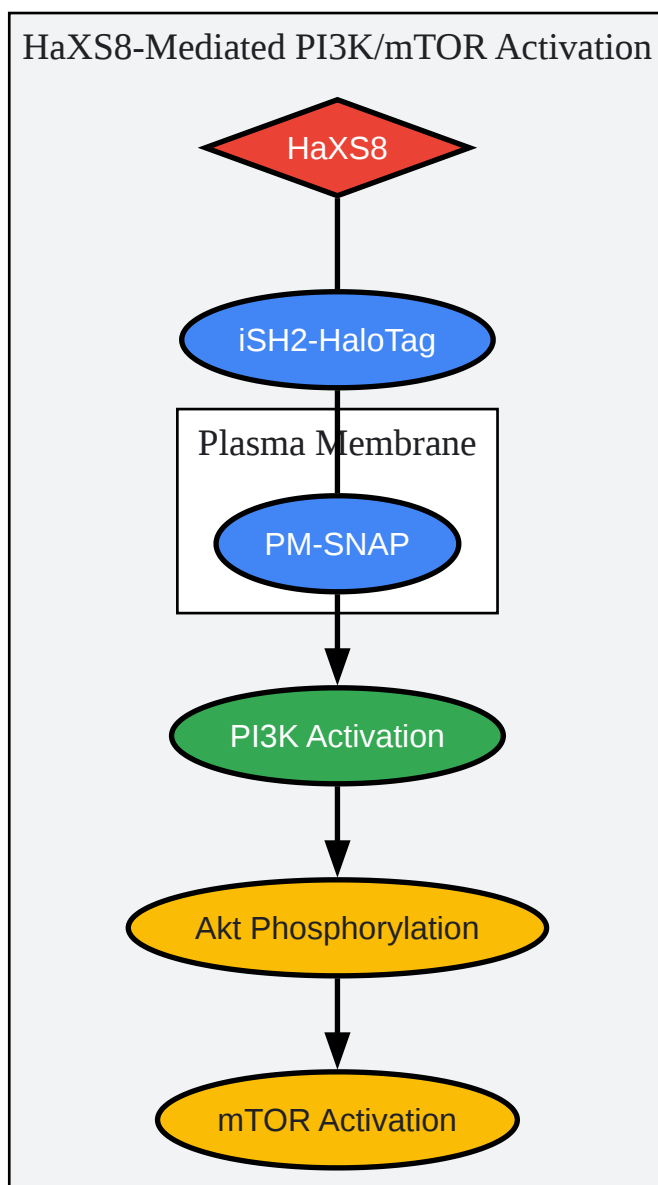 HaXS8-Mediated PI3K/mTOR Activation
HaXS8
iSH2-HaloTag
Plasma Membrane
PM-SNAP
PI3K Activation
Akt Phosphorylation
mTOR Activation